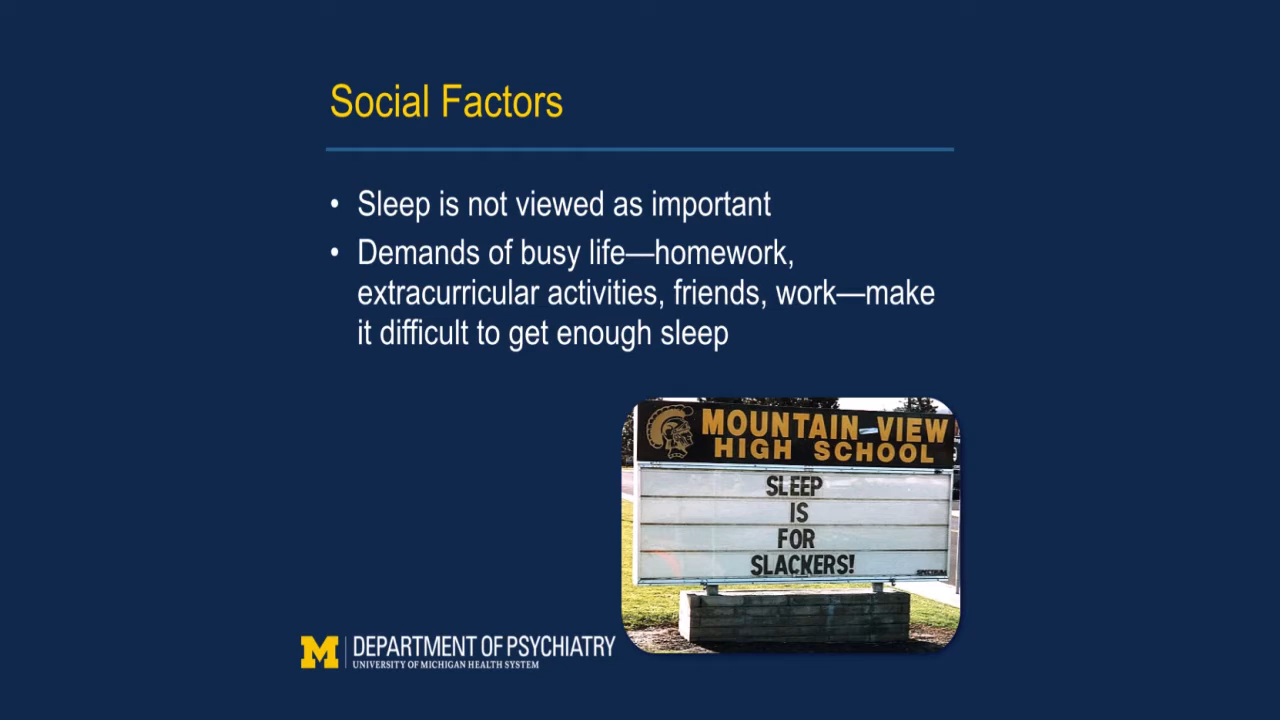 Social Factors
• Sleep is not viewed as important
• Demands of busy life—homework,
extracurricular activities, friends, work—make
it difficult to get enough sleep
MOUNTAIN VIEW
HIGH SCHOOL
SLEEP
IS
FOR
SLACKERS!
SPECTRUM
M DEPARTMENT OF PSYCHIATRY
UNIVERSITY OF MICHIGAN HEALTH SYSTEM